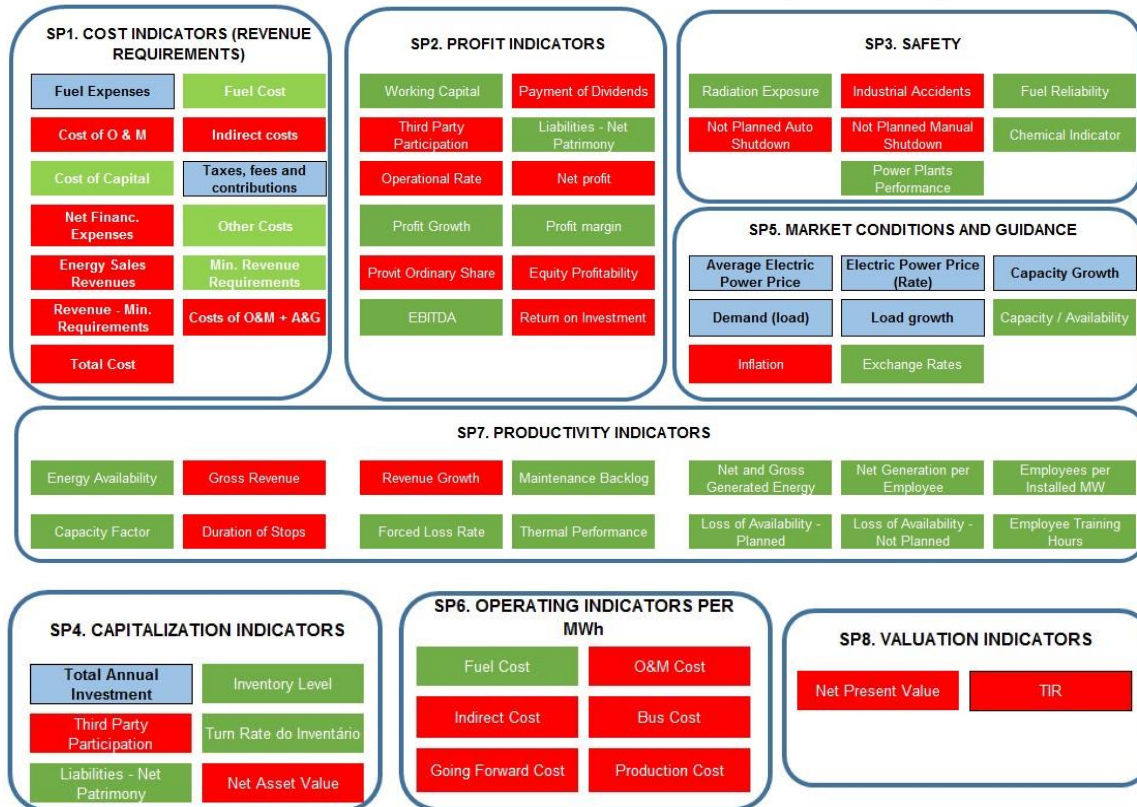 SP1. COST INDICATORS (REVENUE
REQUIREMENTS)
Fuel Expenses
Fuel Cost
Cost of O & M
Indirect costs
Cost of Capital
Taxes, fees and
contributions
Net Financ.
Expenses
Other Costs
Energy Sales
Revenues
Min. Revenue
Requirements
Revenue - Min.
Requirements
Costs of O&M + A&G
Total Cost
SP2. PROFIT INDICATORS
Working Capital
Payment of Dividends
Third Party
Participation
Liabilities - Net
Patrimony
Operational Rate
Net profit
Profit Growth
Profit margin
Provit Ordinary Share
Equity Profitability
EBITDA
Return on Investment
SP3. SAFETY
Radiation Exposure
Industrial Accidents
Fuel Reliability
Not Planned Auto
Shutdown
Not Planned Manual
Shutdown
Chemical Indicator
Power Plants
Performance
SP5. MARKET CONDITIONS AND GUIDANCE
Average Electric
Power Price
Electric Power Price
(Rate)
Capacity Growth
Demand (load)
Load growth
Capacity / Availability
Inflation
Exchange Rates
SP7. PRODUCTIVITY INDICATORS
Energy Availability
Gross Revenue
Revenue Growth
Maintenance Backlog
Net and Gross
Generated Energy
Net Generation per
Employee
Employees per
Installed MW
Capacity Factor
Duration of Stops
Forced Loss Rate
Thermal Performance
Loss of Availability -
Planned
Loss of Availability -
Not Planned
Employee Training
Hours
SP4. CAPITALIZATION INDICATORS
Total Annual
Investment
Inventory Level
Third Party
Participation
Turn Rate do Inventário
Liabilities - Net
Patrimony
Net Asset Value
SP6. OPERATING INDICATORS PER
MWh
Fuel Cost
O&M Cost
Indirect Cost
Bus Cost
Going Forward Cost
Production Cost
SP8. VALUATION INDICATORS
Net Present Value
TIR